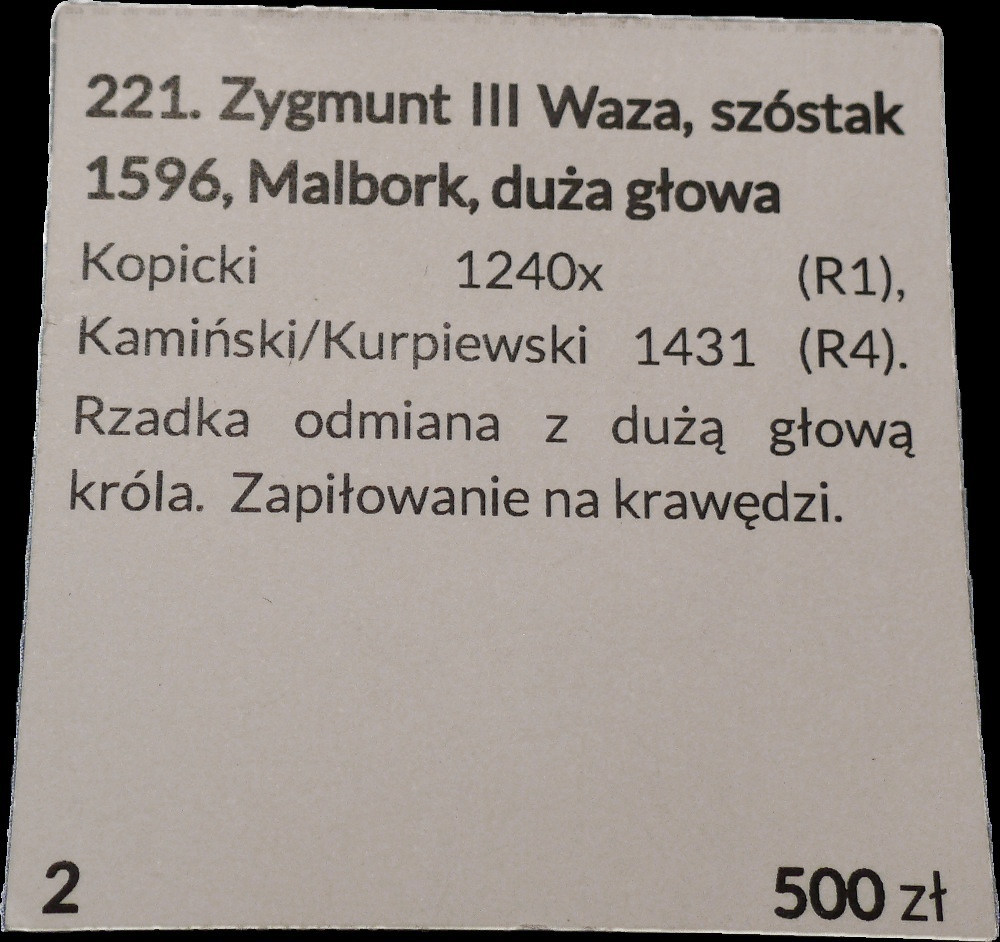 221. Zygmunt III Waza, szóstak
1596, Malbork, duża głowa
Kopicki 1240x (R1),
Kamiński/Kurpiewski 1431 (R4).
Rzadka odmiana z dużą głową
króla. Zapiłowanie na krawędzi.
2 500 zł